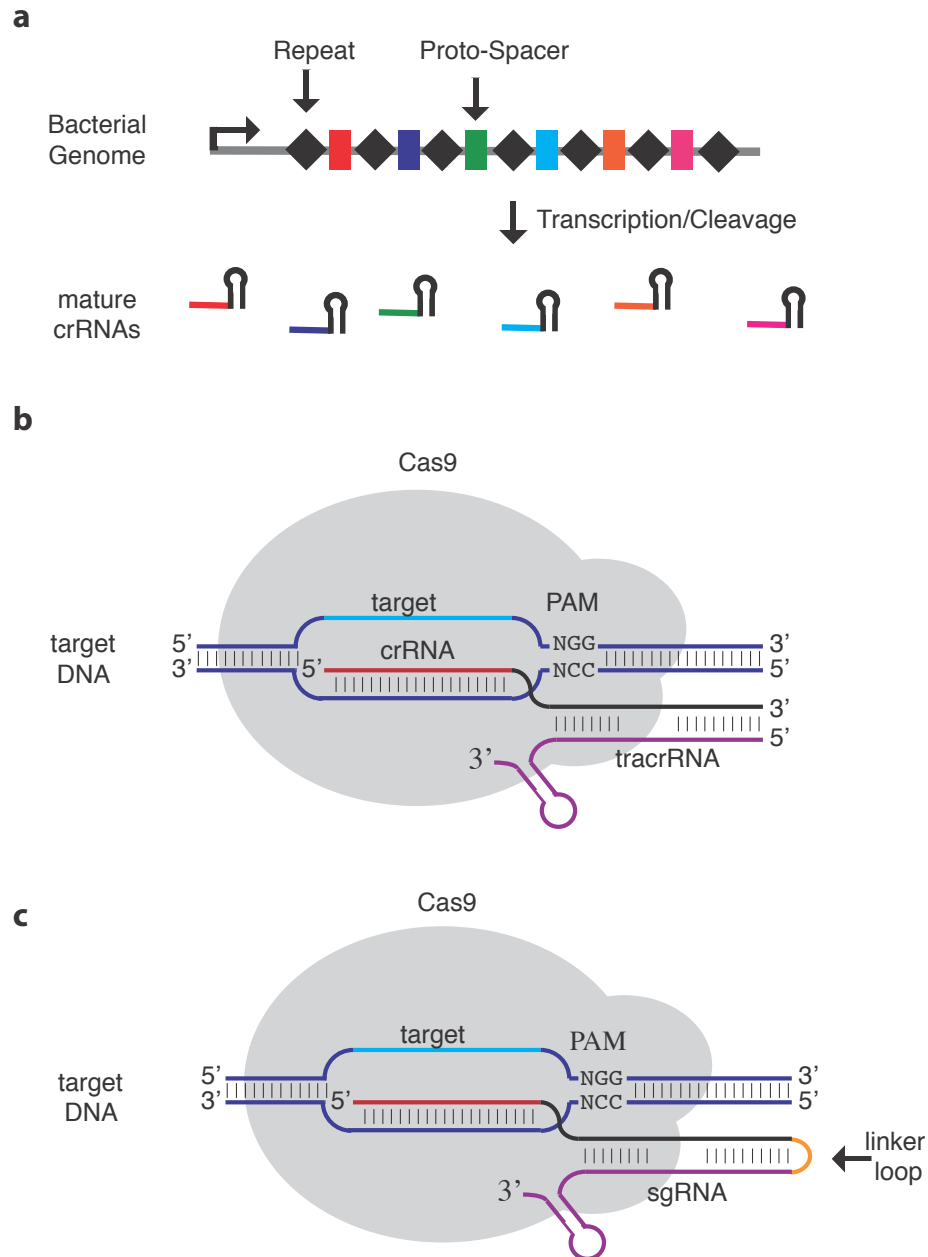 a
Repeat
Proto-Spacer
Bacterial
Genome
Transcription/Cleavage
mature
crRNAs
b
Cas9
target
PAM
target
DNA
5’
3’
5’
crRNA
NGG
NCC
3’
5’
3’
5’
tracrRNA
3’
c
Cas9
target
PAM
target
DNA
5’
3’
5’
NGG
NCC
3’
5’
linker
loop
sgRNA
3’